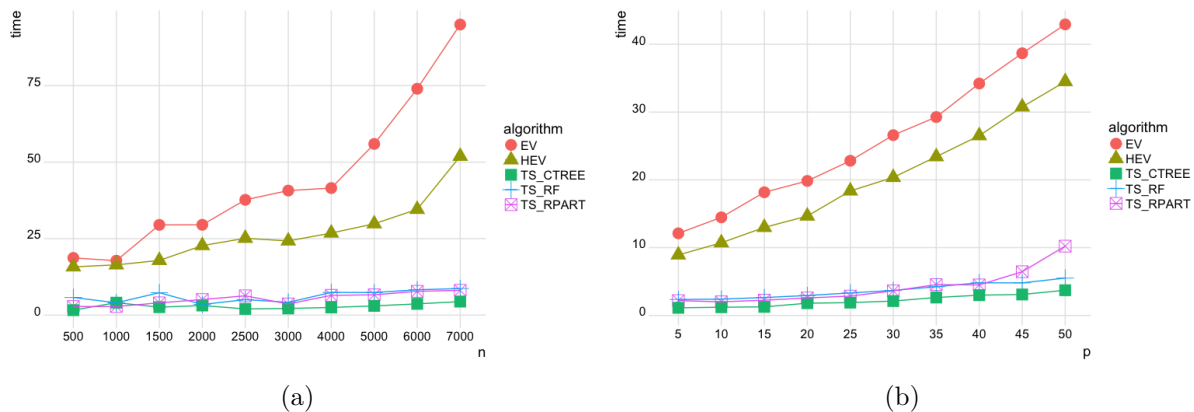 time
75
50
25
0
500 1000 1500 2000 2500 3000 4000 5000 6000 7000
n
algorithm
EV
HEV
TS_CTREE
TS_RF
TS_RPART
(a)
time
40
30
20
10
0
5 10 15 20 25 30 35 40 45 50
p
algorithm
EV
HEV
TS_CTREE
TS_RF
TS_RPART
(b)